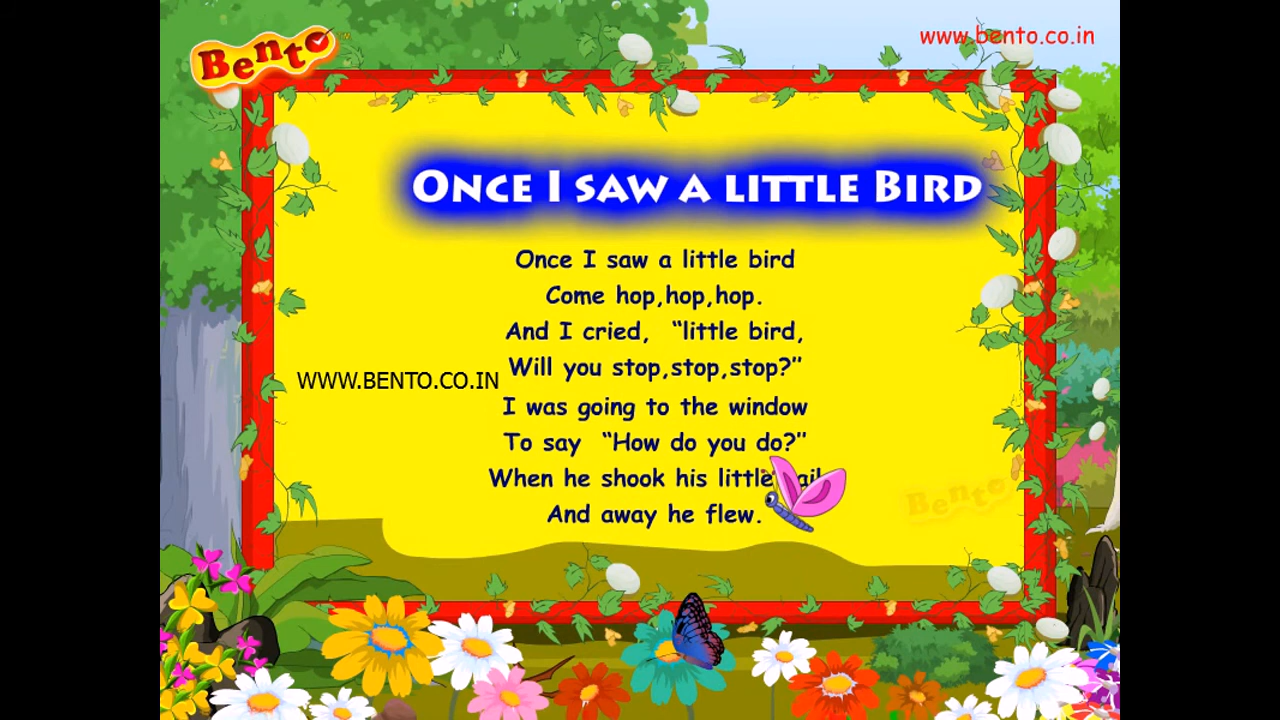 Bento
www.bento.co.in
ONCE I SAW A LITTLE BIRD
Once I saw a little bird
Come hop,hop,hop.
And I cried, “little bird,
Will you stop,stop,stop?”
WWW.BENTO.CO.IN
I was going to the window
To say “How do you do?”
When he shook his little
Bento
And away he flew.